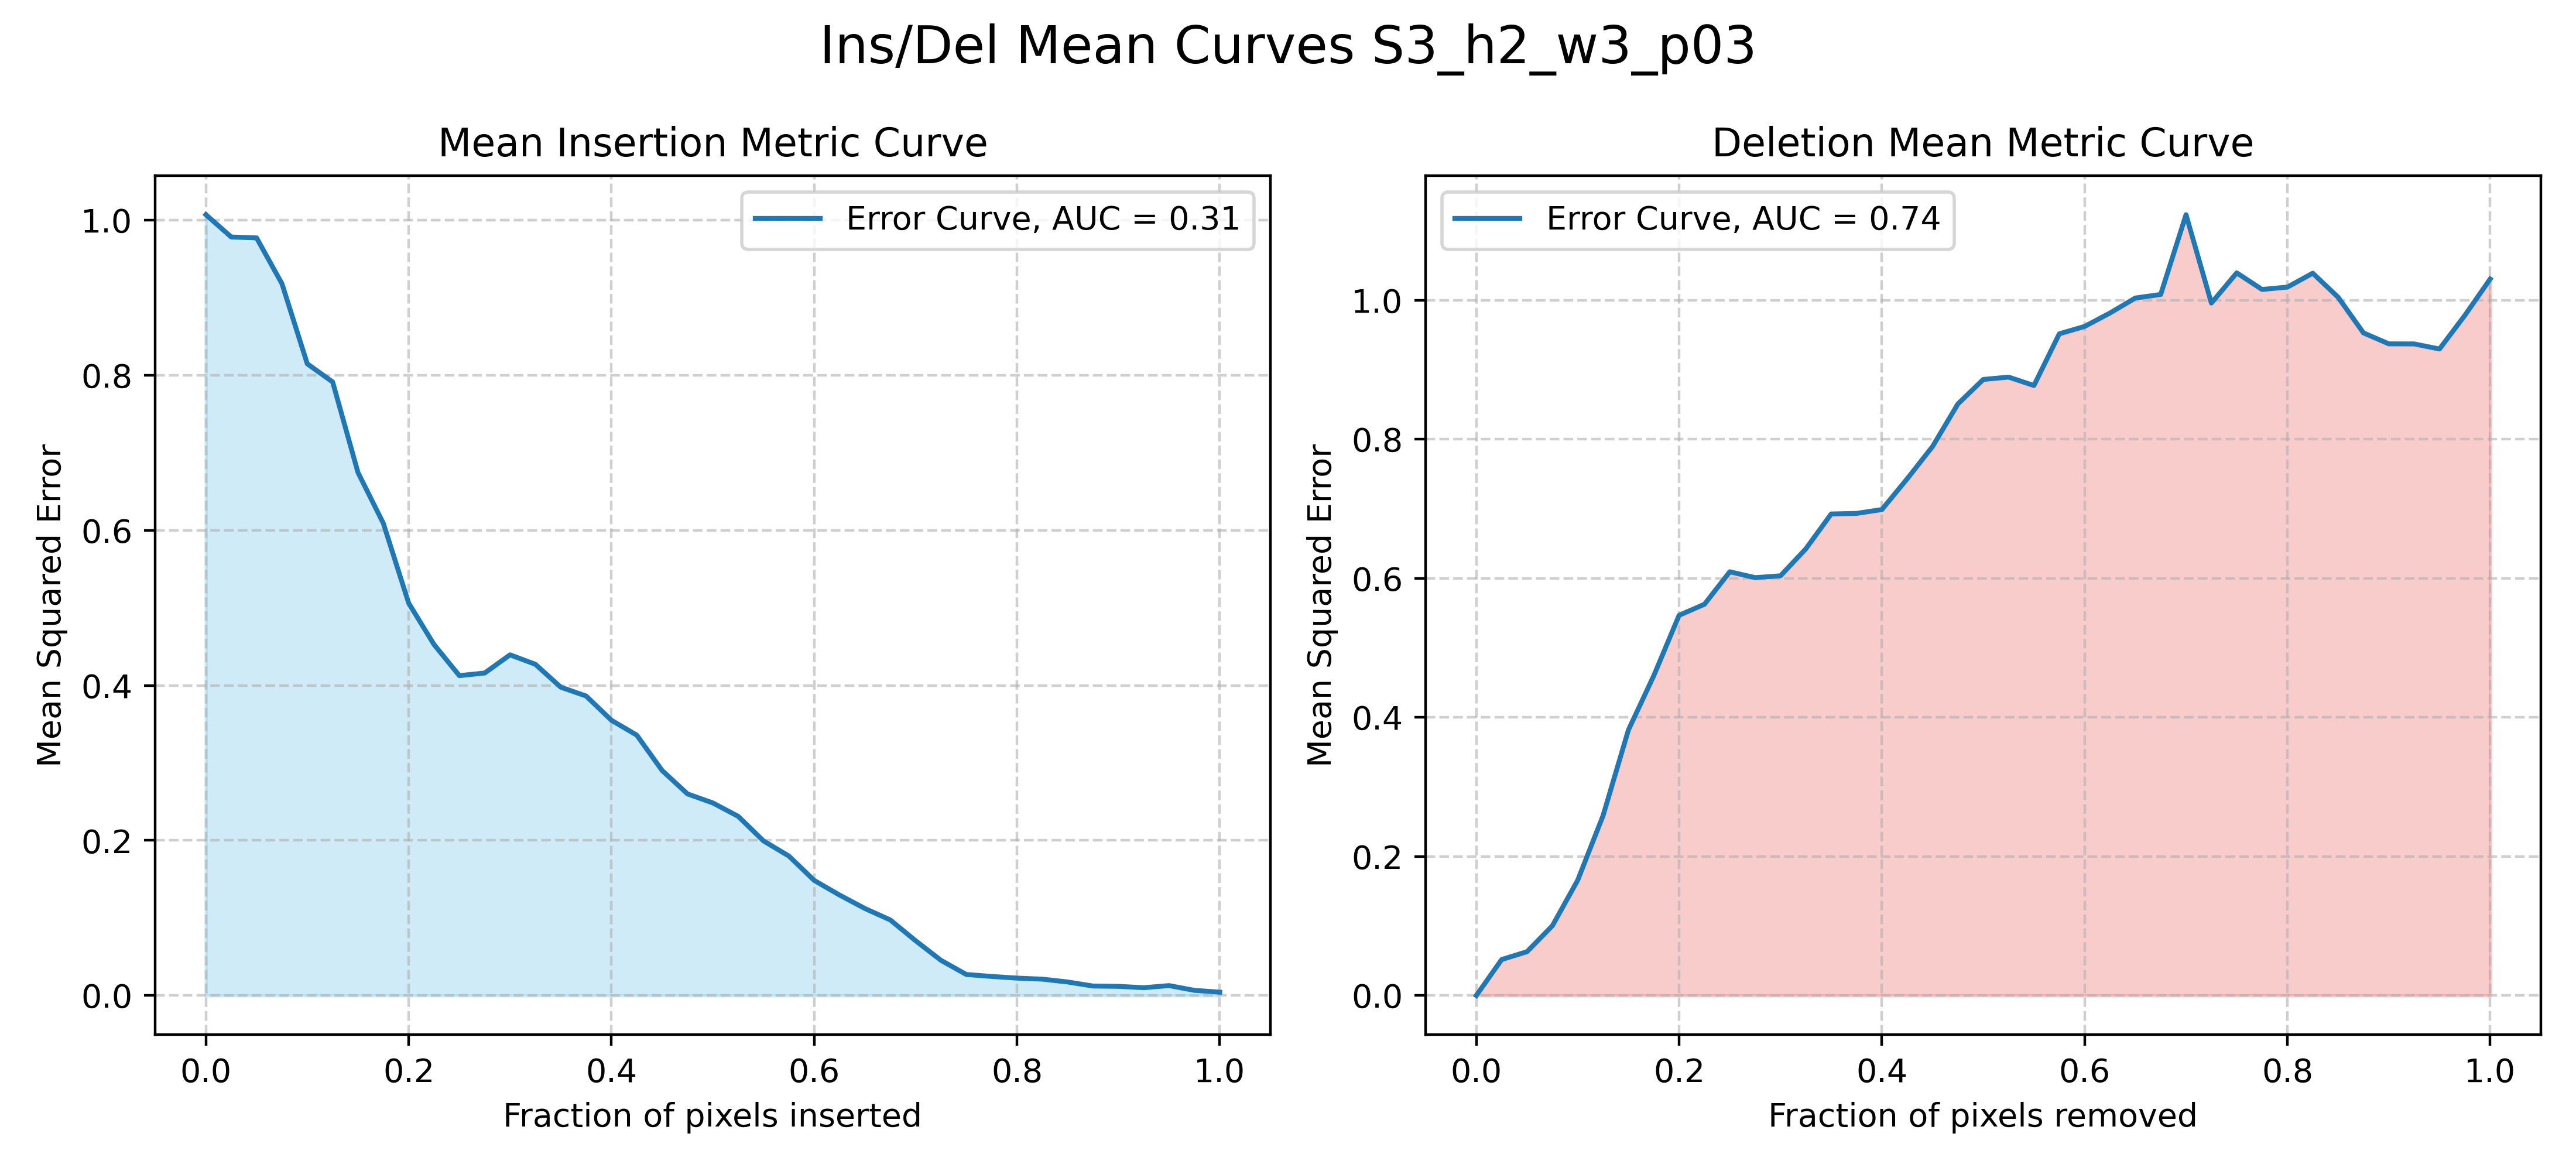 Ins/Del Mean Curves S3_h2_w3_p03
Mean Insertion Metric Curve
Error Curve, AUC = 0.31
1.0
0.8
0.6
0.4
0.2
0.0
Mean Squared Error
0.0 0.2 0.4 0.6 0.8 1.0
Fraction of pixels inserted
Deletion Mean Metric Curve
Error Curve, AUC = 0.74
1.0
0.8
0.6
0.4
0.2
0.0
Mean Squared Error
0.0 0.2 0.4 0.6 0.8 1.0
Fraction of pixels removed